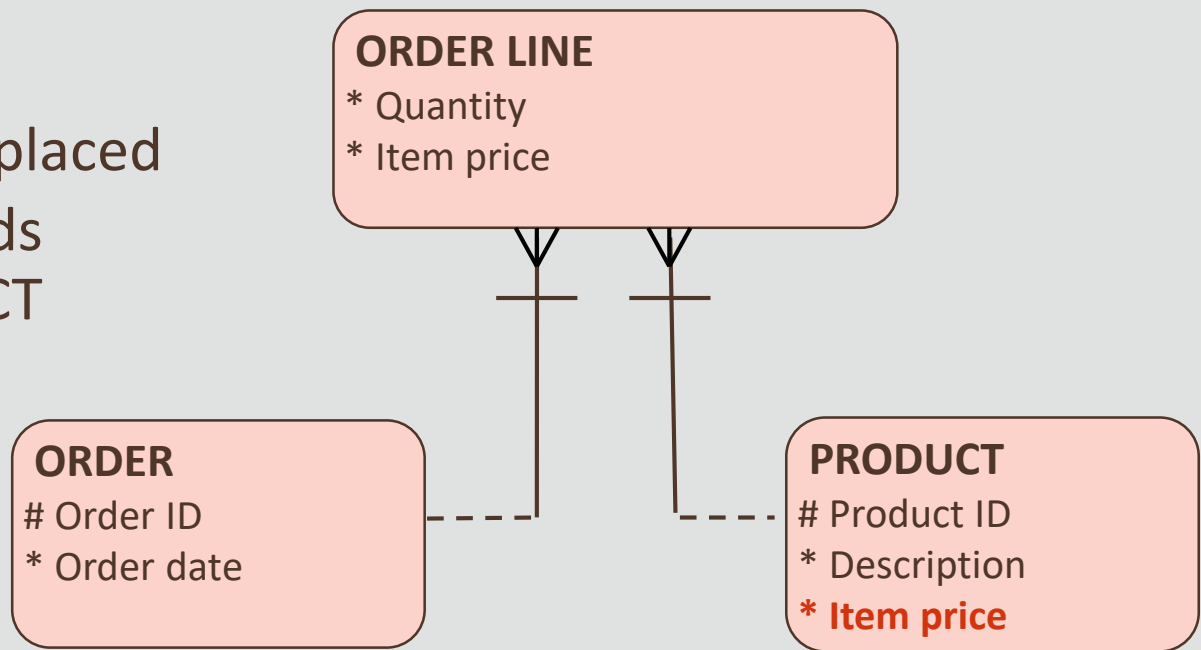 placed
ds
CT
ORDER LINE
* Quantity
* Item price
ORDER
# Order ID
* Order date
PRODUCT
# Product ID
* Description
* Item price